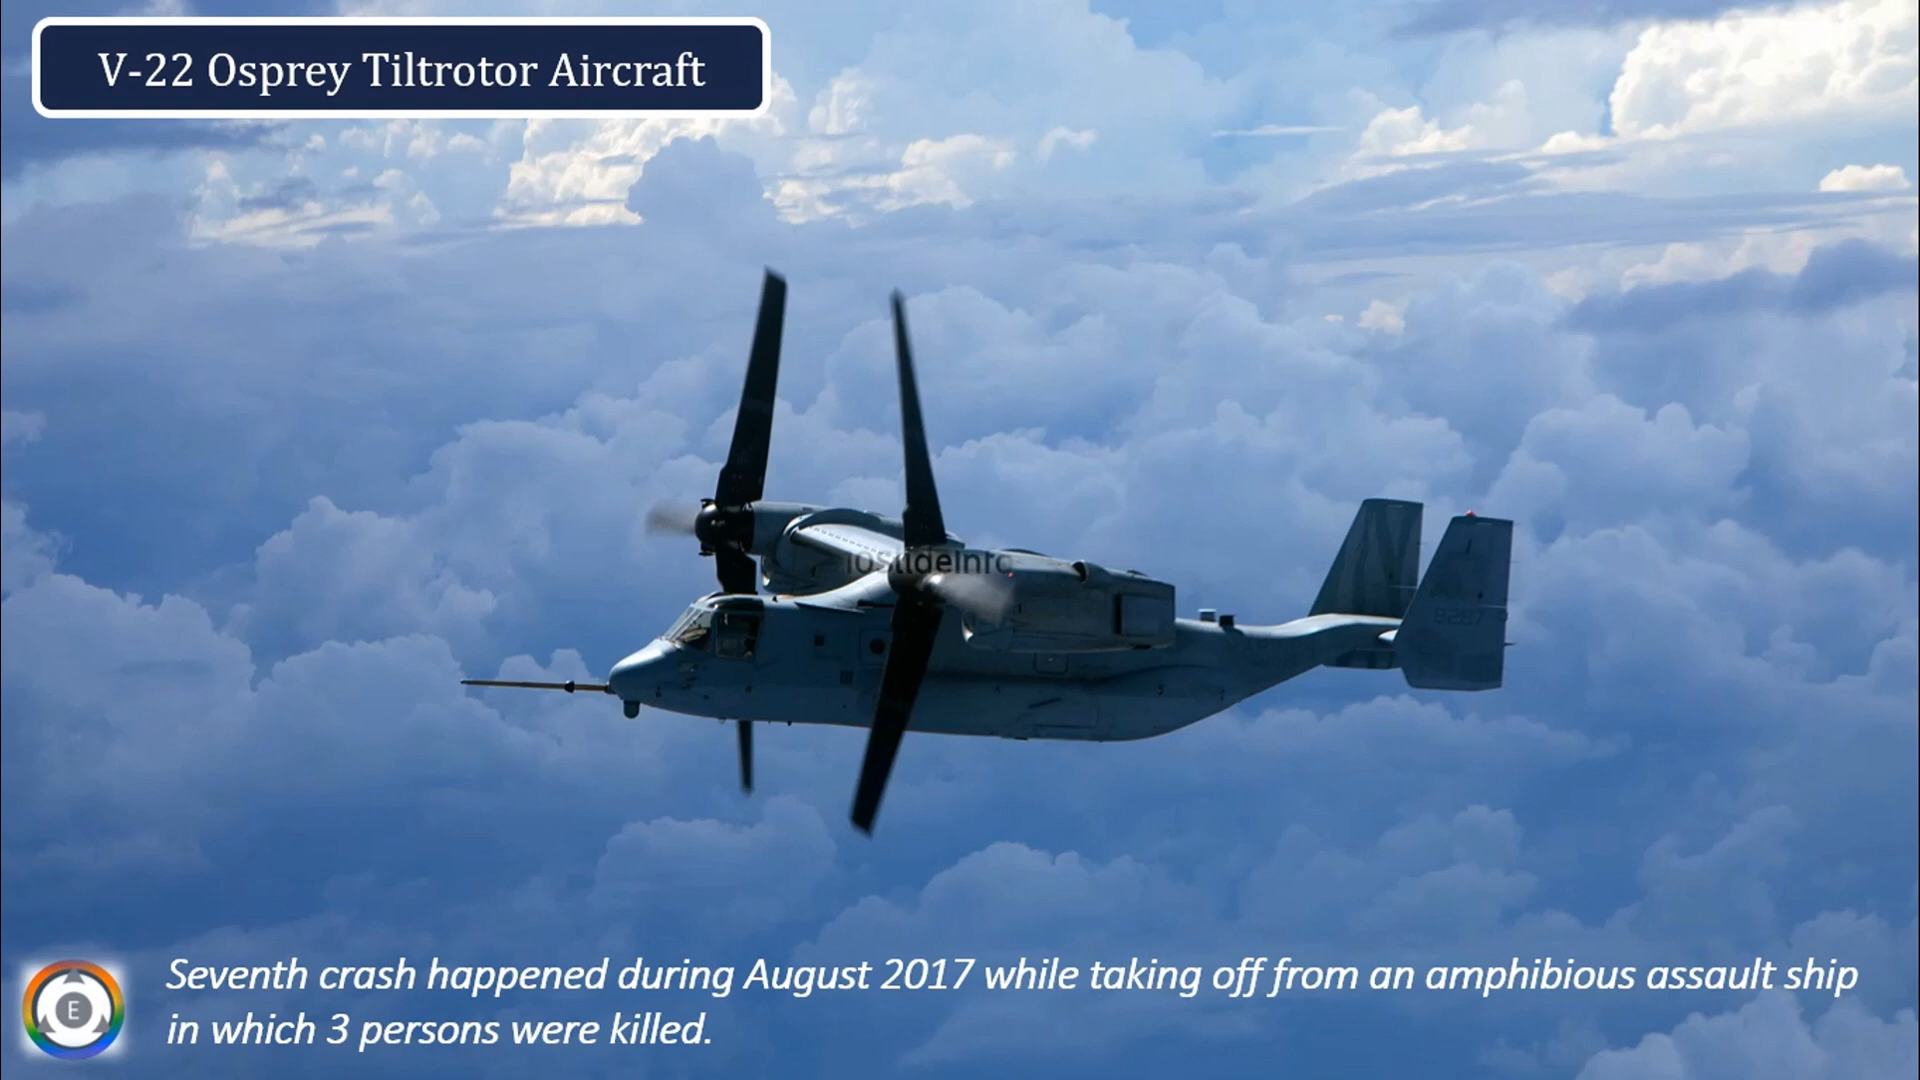 V-22 Osprey Tiltrotor Aircraft
10SlideInfo
E
Seventh crash happened during August 2017 while taking off from an amphibious assault ship
in which 3 persons were killed.